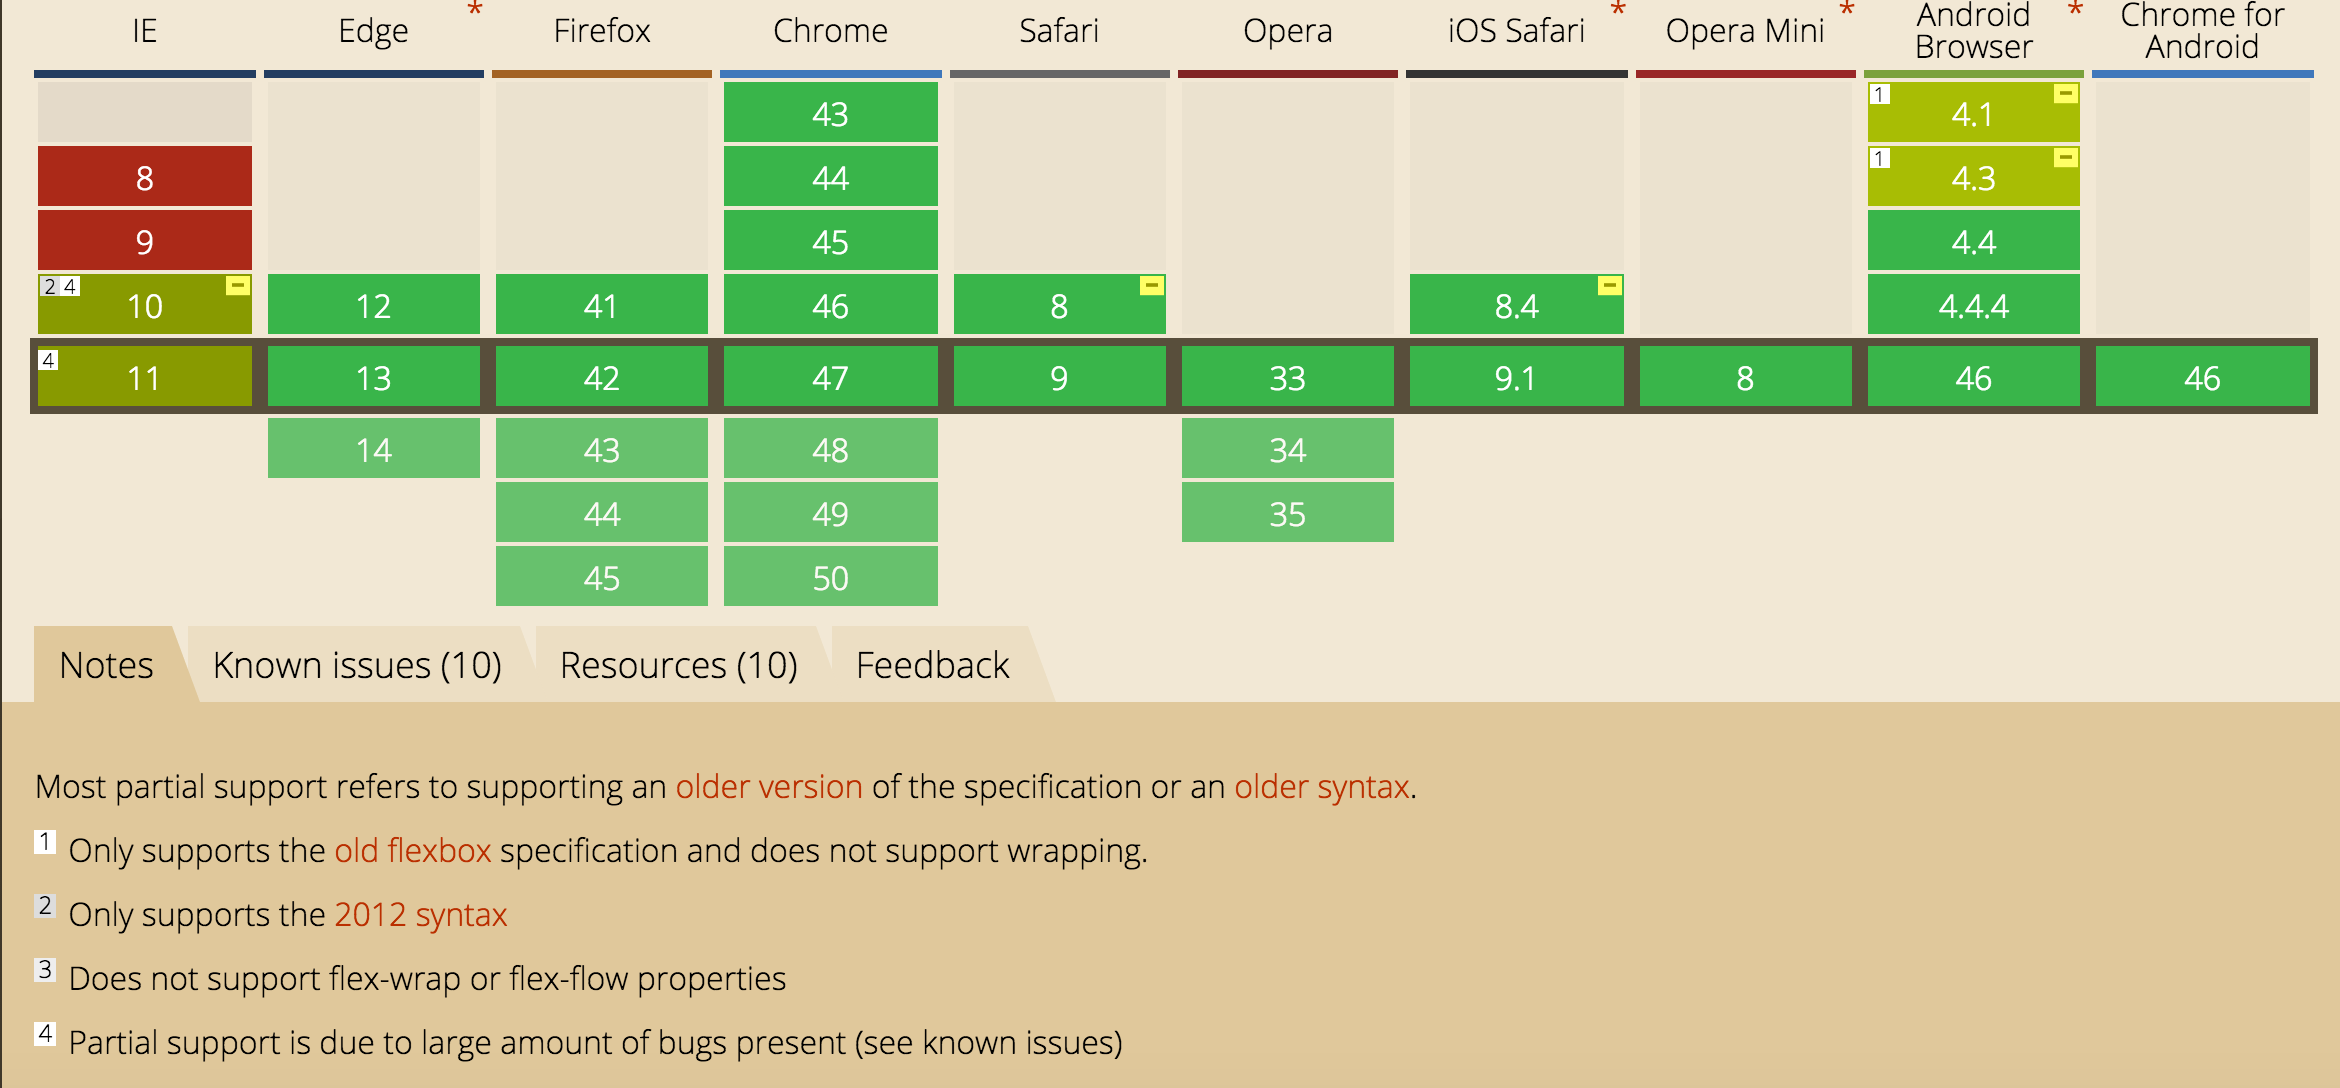 IE Edge * Firefox Chrome Safari Opera iOS Safari * Opera Mini * Android Browser * Chrome for Android
43 1 4.1 -
8 44 1 4.3 -
9 45 4.4
2 4 10 - 12 41 46 8 - 8.4 - 4.4.4
4 11 13 42 47 9 33 9.1 8 46 46
14 43 48 34
44 49 35
45 50
Notes Known issues (10) Resources (10) Feedback
Most partial support refers to supporting an older version of the specification or an older syntax.
1 Only supports the old flexbox specification and does not support wrapping.
2 Only supports the 2012 syntax
3 Does not support flex-wrap or flex-flow properties
4 Partial support is due to large amount of bugs present (see known issues)